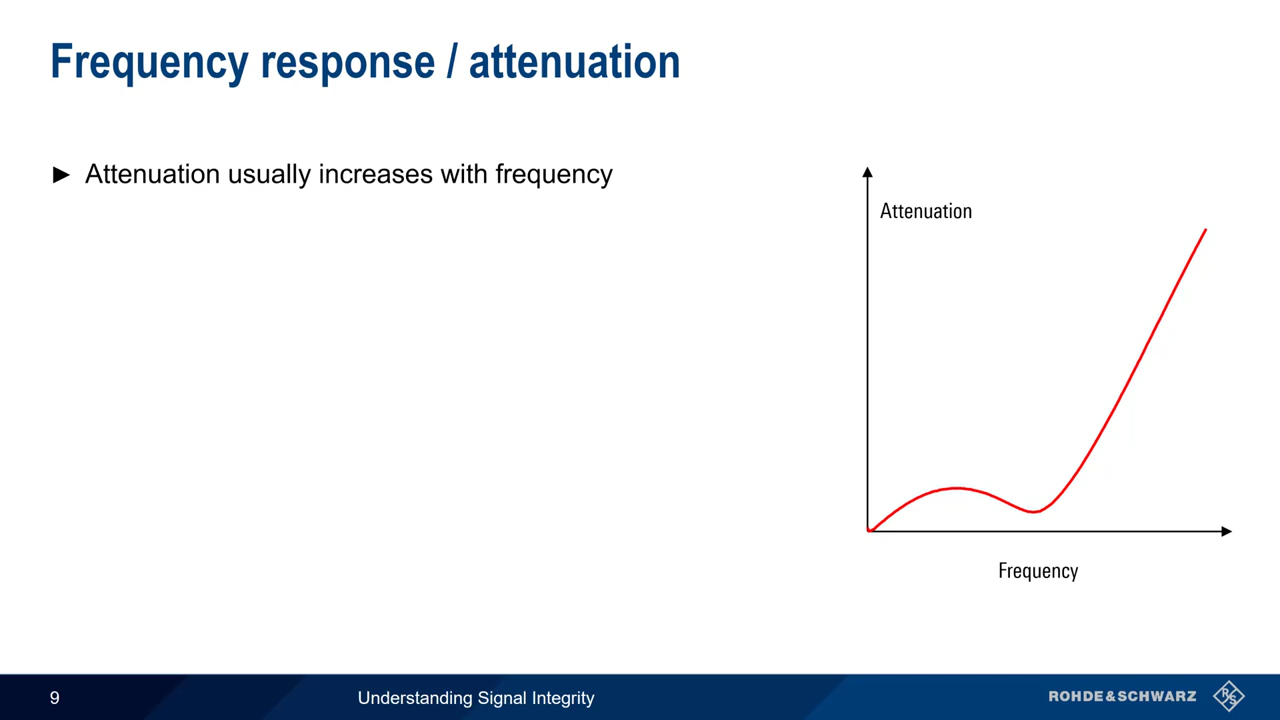 Frequency response / attenuation
► Attenuation usually increases with frequency
Attenuation
Frequency
9
Understanding Signal Integrity
ROHDE&SCHWARZ
R&S